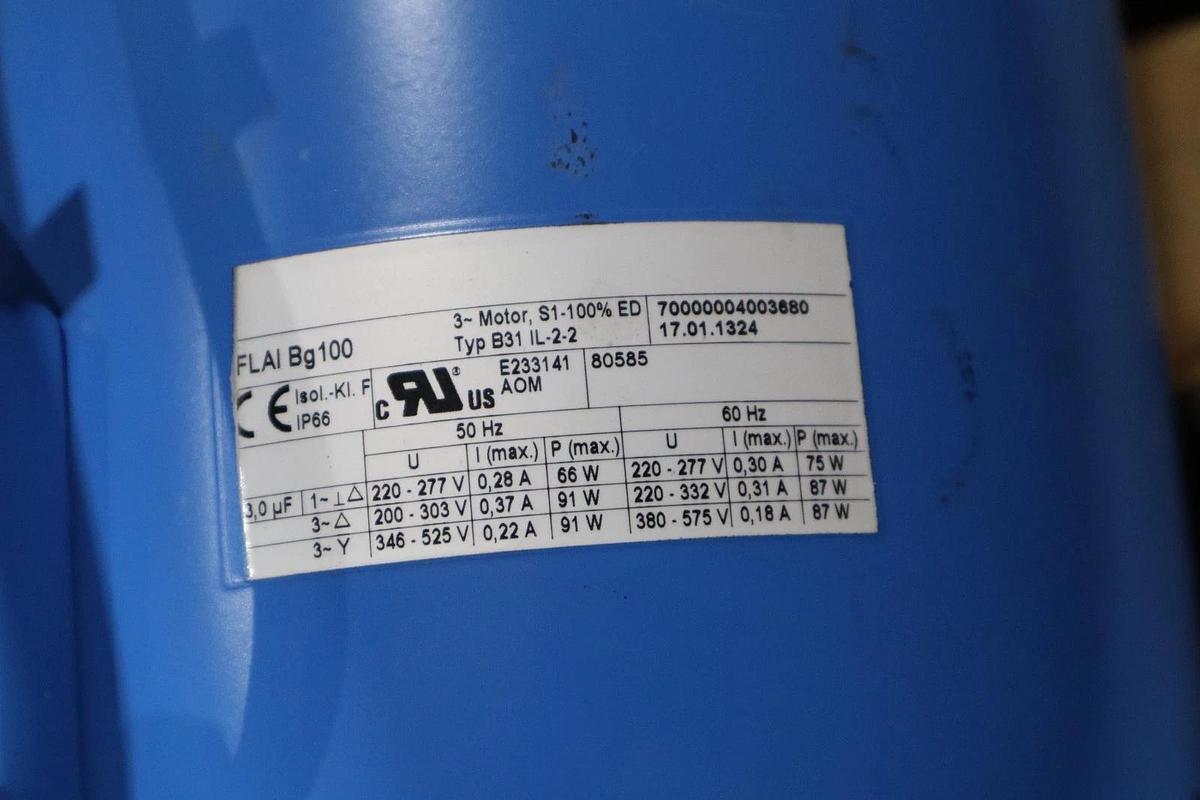 3~ Motor, S1-100% ED
70000004003680
FLAI Bg100
Typ B31 IL-2-2
17.01.1324
CE Isol.-Kl. F
IP66
c RU ® US
E233141
AOM
80585
50 Hz
60 Hz
U I (max.) P (max.) U I (max.) P (max.)
3,0 µF 1~ ⊥ △ 220 - 277 V 0,28 A 66 W 220 - 277 V 0,30 A 75 W
3~ △ 200 - 303 V 0,37 A 91 W 220 - 332 V 0,31 A 87 W
3~ Y 346 - 525 V 0,22 A 91 W 380 - 575 V 0,18 A 87 W